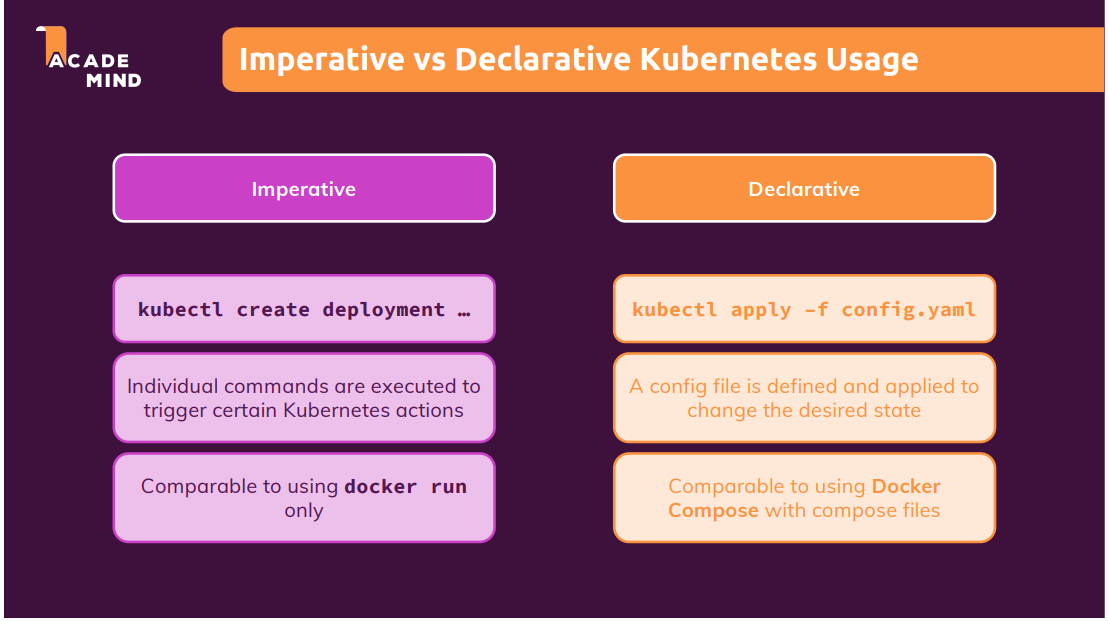 ACADE
MIND
Imperative vs Declarative Kubernetes Usage
Imperative
kubectl create deployment …
Individual commands are executed to
trigger certain Kubernetes actions
Comparable to using docker run
only
Declarative
kubectl apply –f config.yaml
A config file is defined and applied to
change the desired state
Comparable to using Docker
Compose with compose files